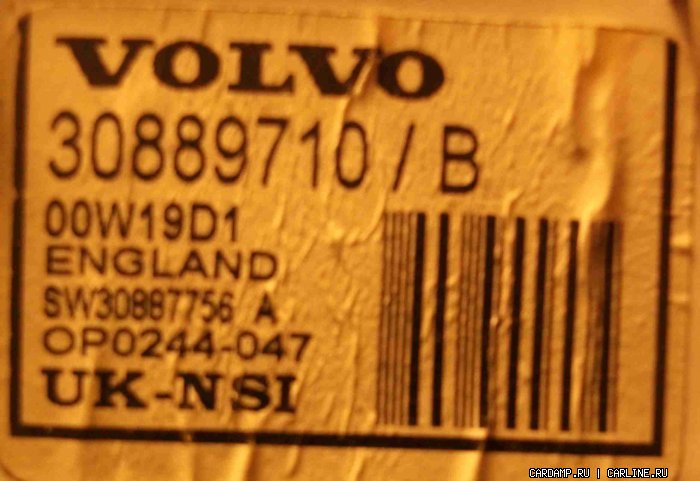 VOLVO
30889710 / B
00W19D1
ENGLAND
SW30887756 A
OP0244-047
UK-NSI
CARDAMP.RU | CARLINE.RU